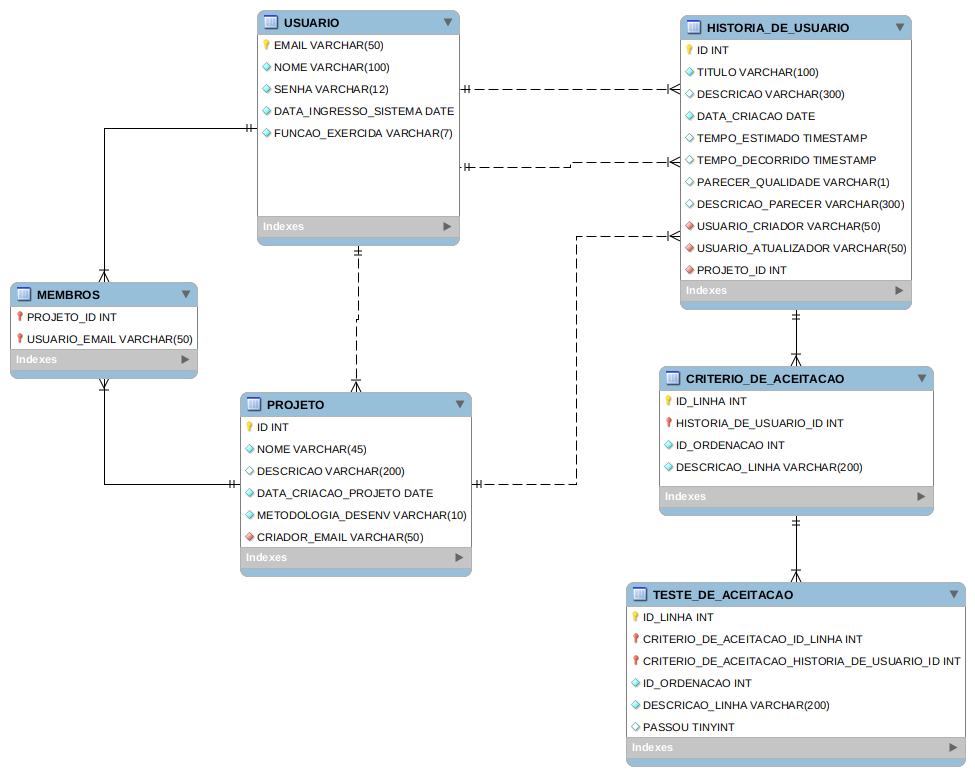 USUARIO
EMAIL VARCHAR(50)
NOME VARCHAR(100)
SENHA VARCHAR(12)
DATA_INGRESSO_SISTEMA DATE
FUNCAO_EXERCIDA VARCHAR(7)
Indexes
HISTORIA_DE_USUARIO
ID INT
TITULO VARCHAR(100)
DESCRICAO VARCHAR(300)
DATA_CRIACAO DATE
TEMPO_ESTIMADO TIMESTAMP
TEMPO_DECORRIDO TIMESTAMP
PARECER_QUALIDADE VARCHAR(1)
DESCRICAO_PARECER VARCHAR(300)
USUARIO_CRIADOR VARCHAR(50)
USUARIO_ATUALIZADOR VARCHAR(50)
PROJETO_ID INT
Indexes
MEMBROS
PROJETO_ID INT
USUARIO_EMAIL VARCHAR(50)
Indexes
PROJETO
ID INT
NOME VARCHAR(45)
DESCRICAO VARCHAR(200)
DATA_CRIACAO_PROJETO DATE
METODOLOGIA_DESENV VARCHAR(10)
CRIADOR_EMAIL VARCHAR(50)
Indexes
CRITERIO_DE_ACEITACAO
ID_LINHA INT
HISTORIA_DE_USUARIO_ID INT
ID_ORDENACAO INT
DESCRICAO_LINHA VARCHAR(200)
Indexes
TESTE_DE_ACEITACAO
ID_LINHA INT
CRITERIO_DE_ACEITACAO_ID_LINHA INT
CRITERIO_DE_ACEITACAO_HISTORIA_DE_USUARIO_ID INT
ID_ORDENACAO INT
DESCRICAO_LINHA VARCHAR(200)
PASSOU TINYINT
Indexes